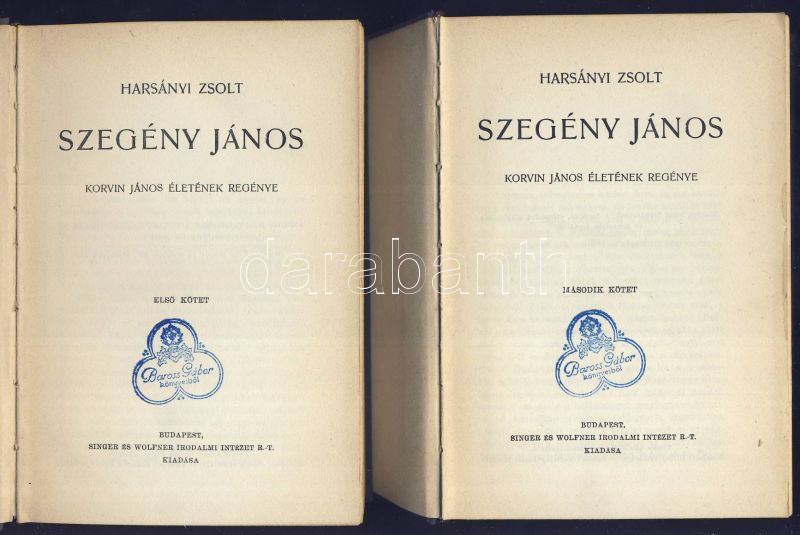 HARSÁNYI ZSOLT
SZEGÉNY JÁNOS
KORVIN JÁNOS ÉLETÉNEK REGÉNYE
ELSŐ KÖTET
Baross Gábor
könyveiből
BUDAPEST,
SINGER ÉS WOLFNER IRODALMI INTÉZET R.-T.
KIADÁSA
HARSÁNYI ZSOLT
SZEGÉNY JÁNOS
KORVIN JÁNOS ÉLETÉNEK REGÉNYE
MÁSODIK KÖTET
Baross Gábor
könyveiből
BUDAPEST,
SINGER ÉS WOLFNER IRODALMI INTÉZET R.-T.
KIADÁSA
darabanth